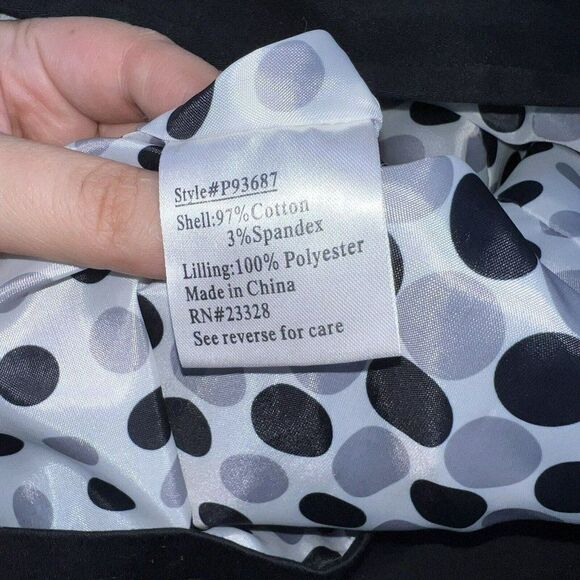 Style#P93687
Shell:97%Cotton
3%Spandex
Lilling:100% Polyester
Made in China
RN#23328
See reverse for care